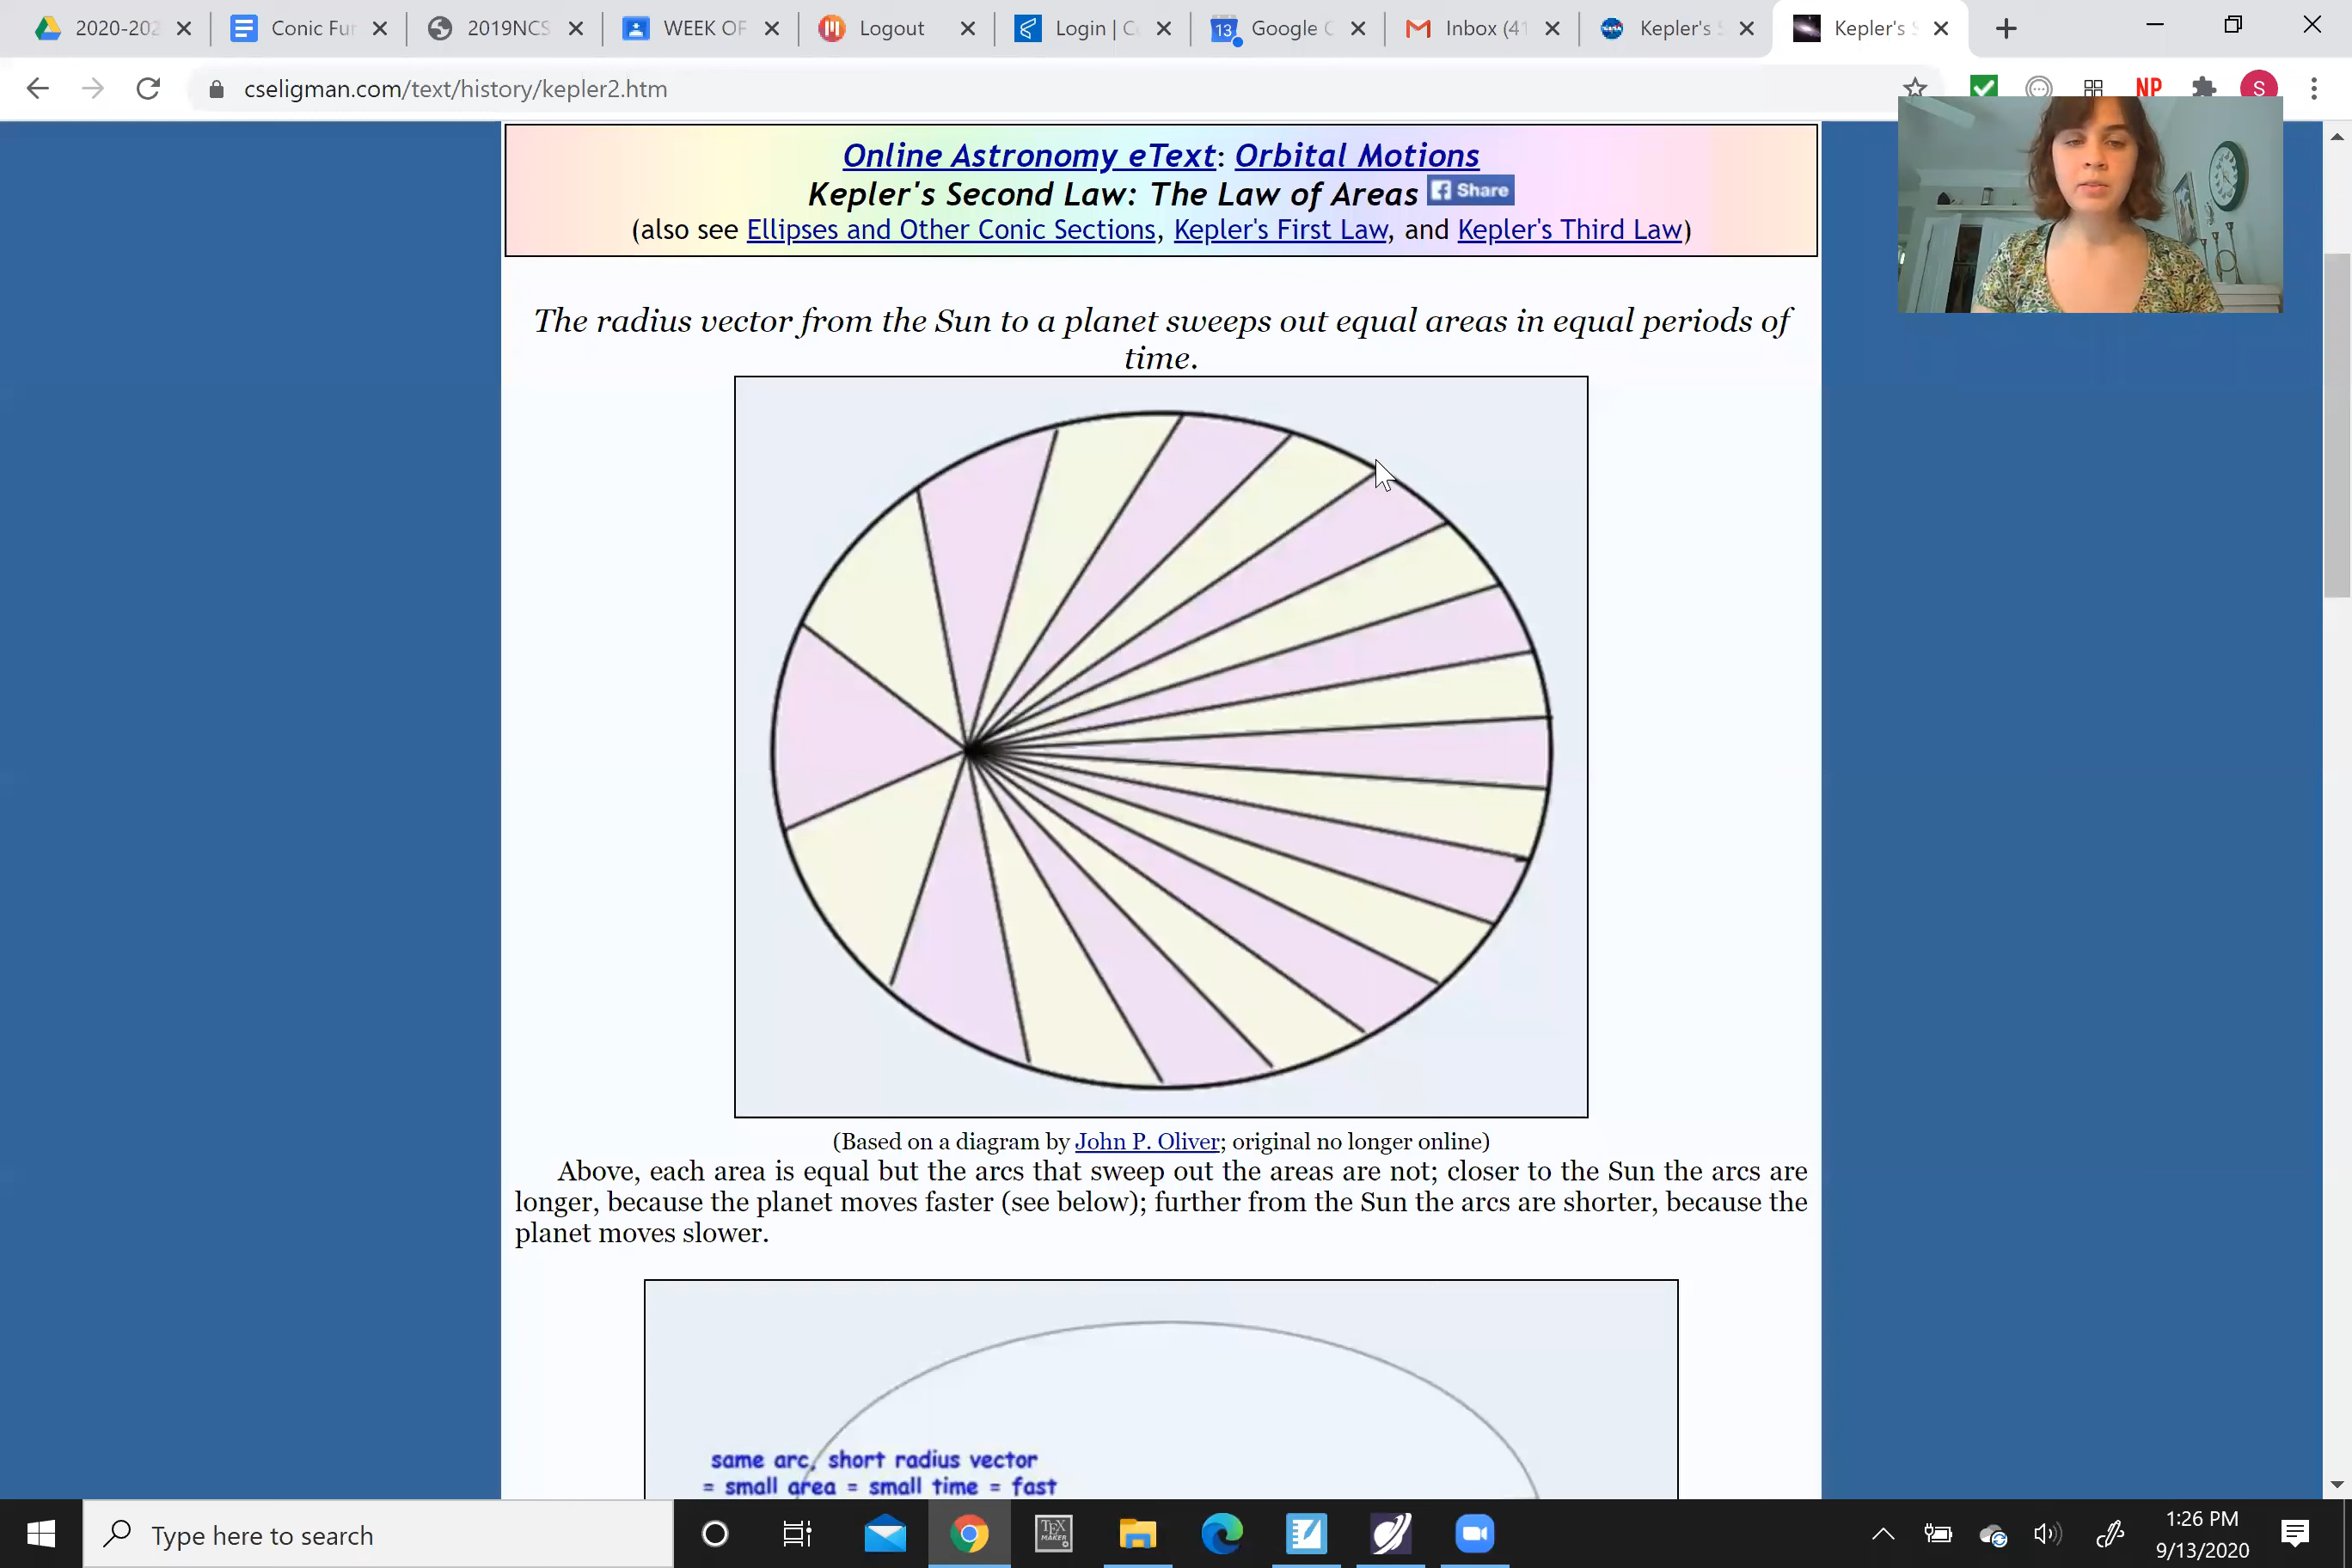 2020-202
Conic Fun
2019NCS
WEEK OF
Logout
Login | C
Google C
Inbox (41
Kepler's S
Kepler's S
cseligman.com/text/history/kepler2.htm
NP
S
Online Astronomy eText: Orbital Motions
Kepler's Second Law: The Law of Areas Share
(also see Ellipses and Other Conic Sections, Kepler's First Law, and Kepler's Third Law)
The radius vector from the Sun to a planet sweeps out equal areas in equal periods of
time.
(Based on a diagram by John P. Oliver; original no longer online)
Above, each area is equal but the arcs that sweep out the areas are not; closer to the Sun the arcs are
longer, because the planet moves faster (see below); further from the Sun the arcs are shorter, because the
planet moves slower.
same arc, short radius vector
= small area = small time = fast
Type here to search
TEX
MAKER
1:26 PM
9/13/2020